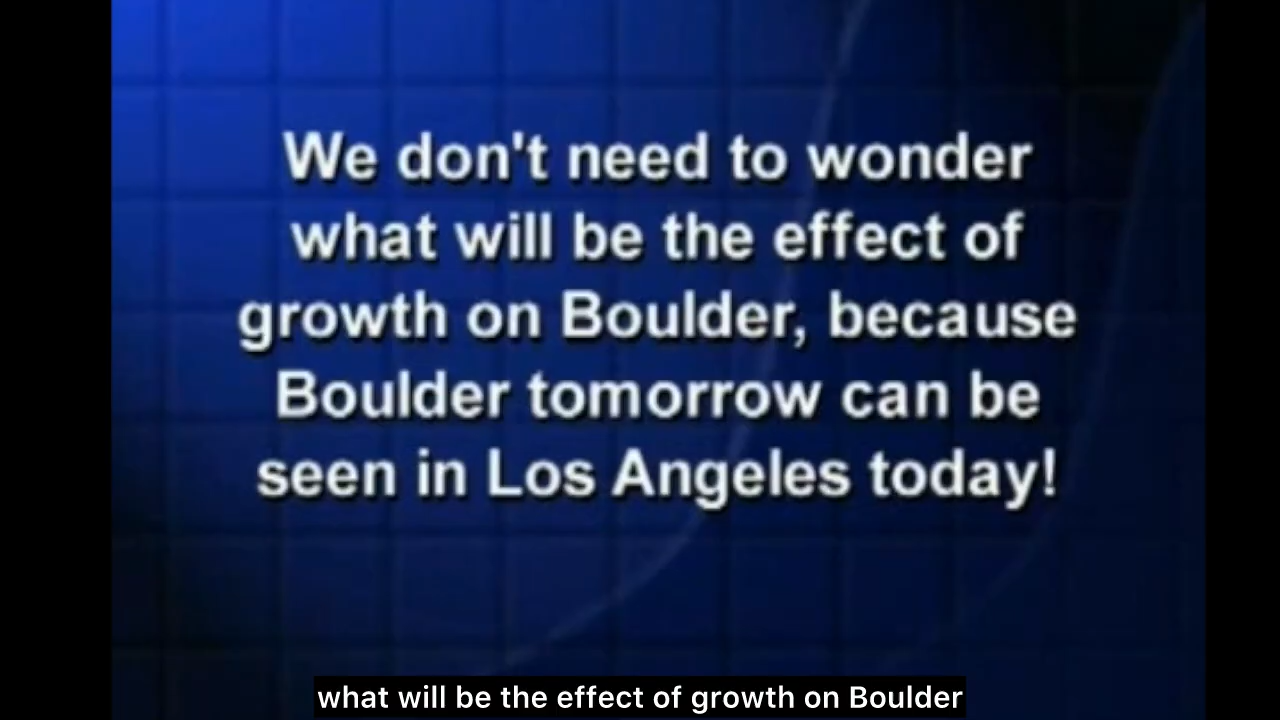 We don't need to wonder
what will be the effect of
growth on Boulder, because
Boulder tomorrow can be
seen in Los Angeles today!
what will be the effect of growth on Boulder